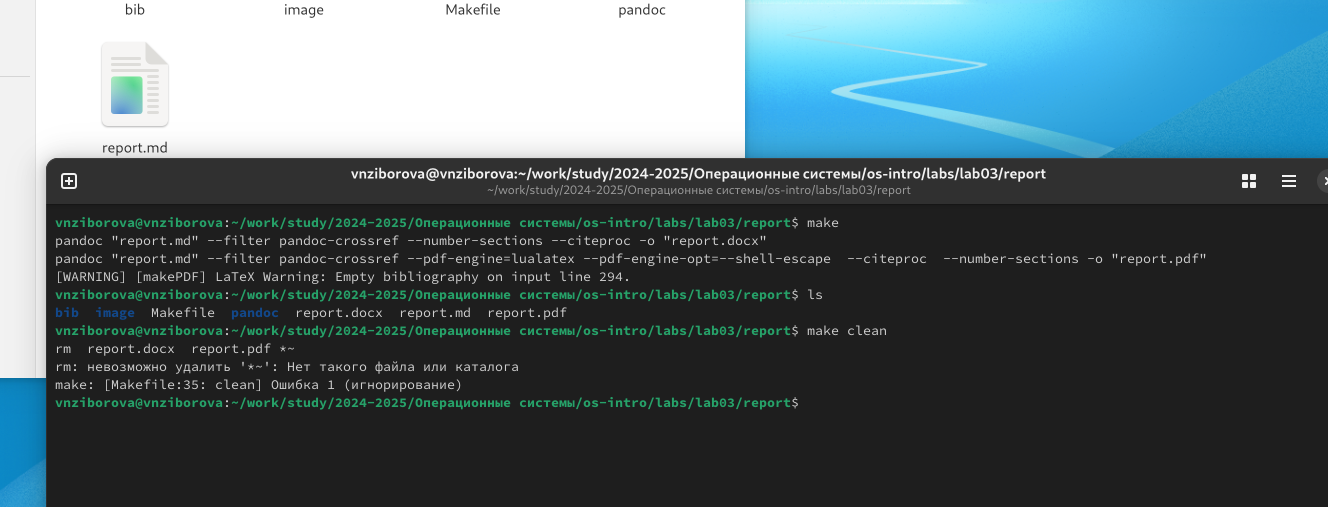 bib image Makefile pandoc
report.md
vnziborova@vnziborova:~/work/study/2024-2025/Операционные системы/os-intro/labs/lab03/report
~/work/study/2024-2025/Операционные системы/os-intro/labs/lab03/report
vnziborova@vnziborova:~/work/study/2024-2025/Операционные системы/os-intro/labs/lab03/report$ make
pandoc "report.md" --filter pandoc-crossref --number-sections --citeproc -o "report.docx"
pandoc "report.md" --filter pandoc-crossref --pdf-engine=lualatex --pdf-engine-opt=--shell-escape  --citeproc  --number-sections -o "report.pdf"
[WARNING] [makePDF] LaTeX Warning: Empty bibliography on input line 294.
vnziborova@vnziborova:~/work/study/2024-2025/Операционные системы/os-intro/labs/lab03/report$ ls
bib  image  Makefile  pandoc  report.docx  report.md  report.pdf
vnziborova@vnziborova:~/work/study/2024-2025/Операционные системы/os-intro/labs/lab03/report$ make clean
rm  report.docx  report.pdf *~
rm: невозможно удалить '*~': Нет такого файла или каталога
make: [Makefile:35: clean] Ошибка 1 (игнорирование)
vnziborova@vnziborova:~/work/study/2024-2025/Операционные системы/os-intro/labs/lab03/report$